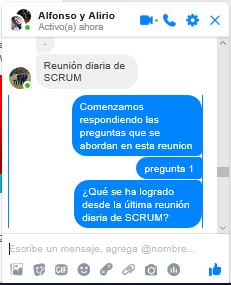 Alfonso y Alirio
Activo(a) ahora
Reunión diaria de
SCRUM
Comenzamos
respondiendo las
preguntas que se
abordan en esta reunion
pregunta 1
¿Qué se ha logrado
desde la última reunión
diaria de SCRUM?
Escribe un mensaje, agrega @nombre...
GIF